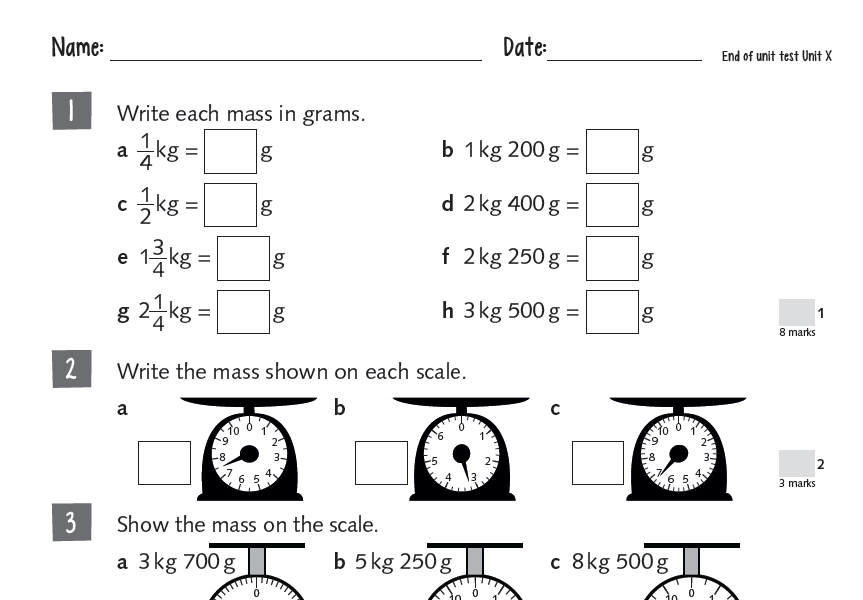 Name: Date: End of unit test Unit X
1 Write each mass in grams.
a 1/4 kg = g b 1 kg 200 g = g
c 1/2 kg = g d 2 kg 400 g = g
e 1 3/4 kg = g f 2 kg 250 g = g
g 2 1/4 kg = g h 3 kg 500 g = g
1
8 marks
2 Write the mass shown on each scale.
a b c
0 1 2 3 4 5 6 7 8 9 10
0 1 2 3 4 5 6
0 1 2 3 4 5 6 7 8 9 10
2
3 marks
3 Show the mass on the scale.
a 3 kg 700 g b 5 kg 250 g c 8 kg 500 g
0
10 0 1
10 0 1